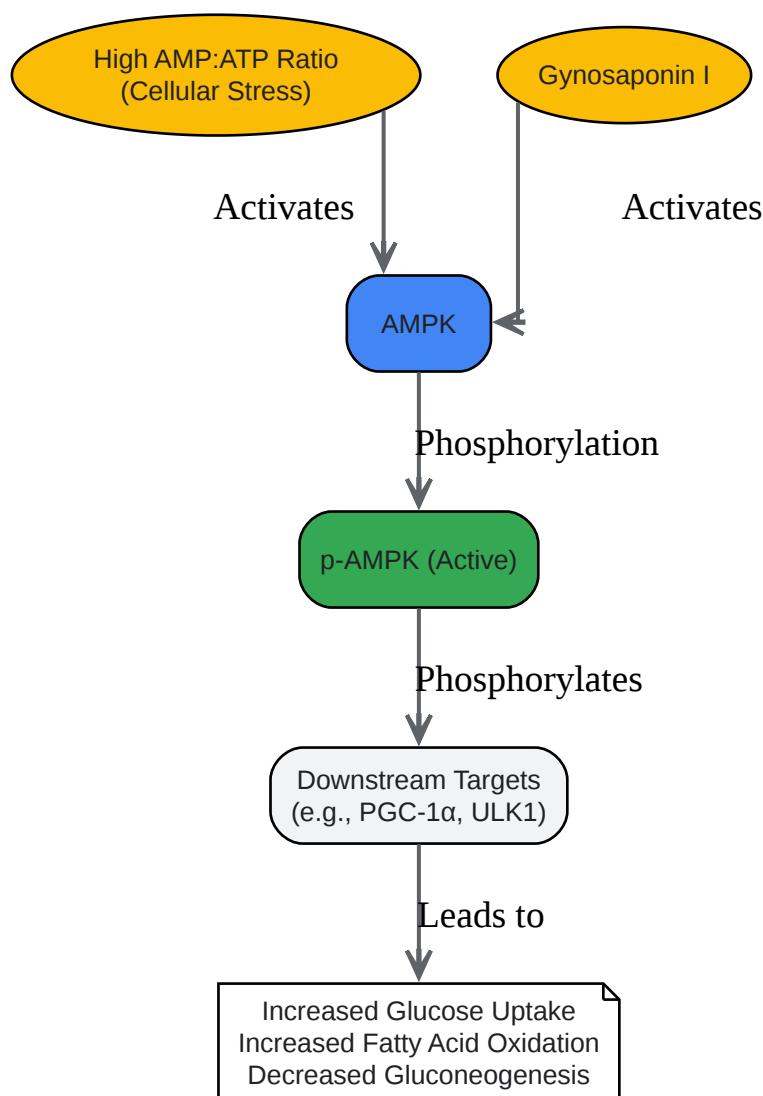 High AMP:ATP Ratio
(Cellular Stress)
Gynosaponin I
Activates
Activates
AMPK
Phosphorylation
p-AMPK (Active)
Phosphorylates
Downstream Targets
(e.g., PGC-1α, ULK1)
Leads to
Increased Glucose Uptake
Increased Fatty Acid Oxidation
Decreased Gluconeogenesis